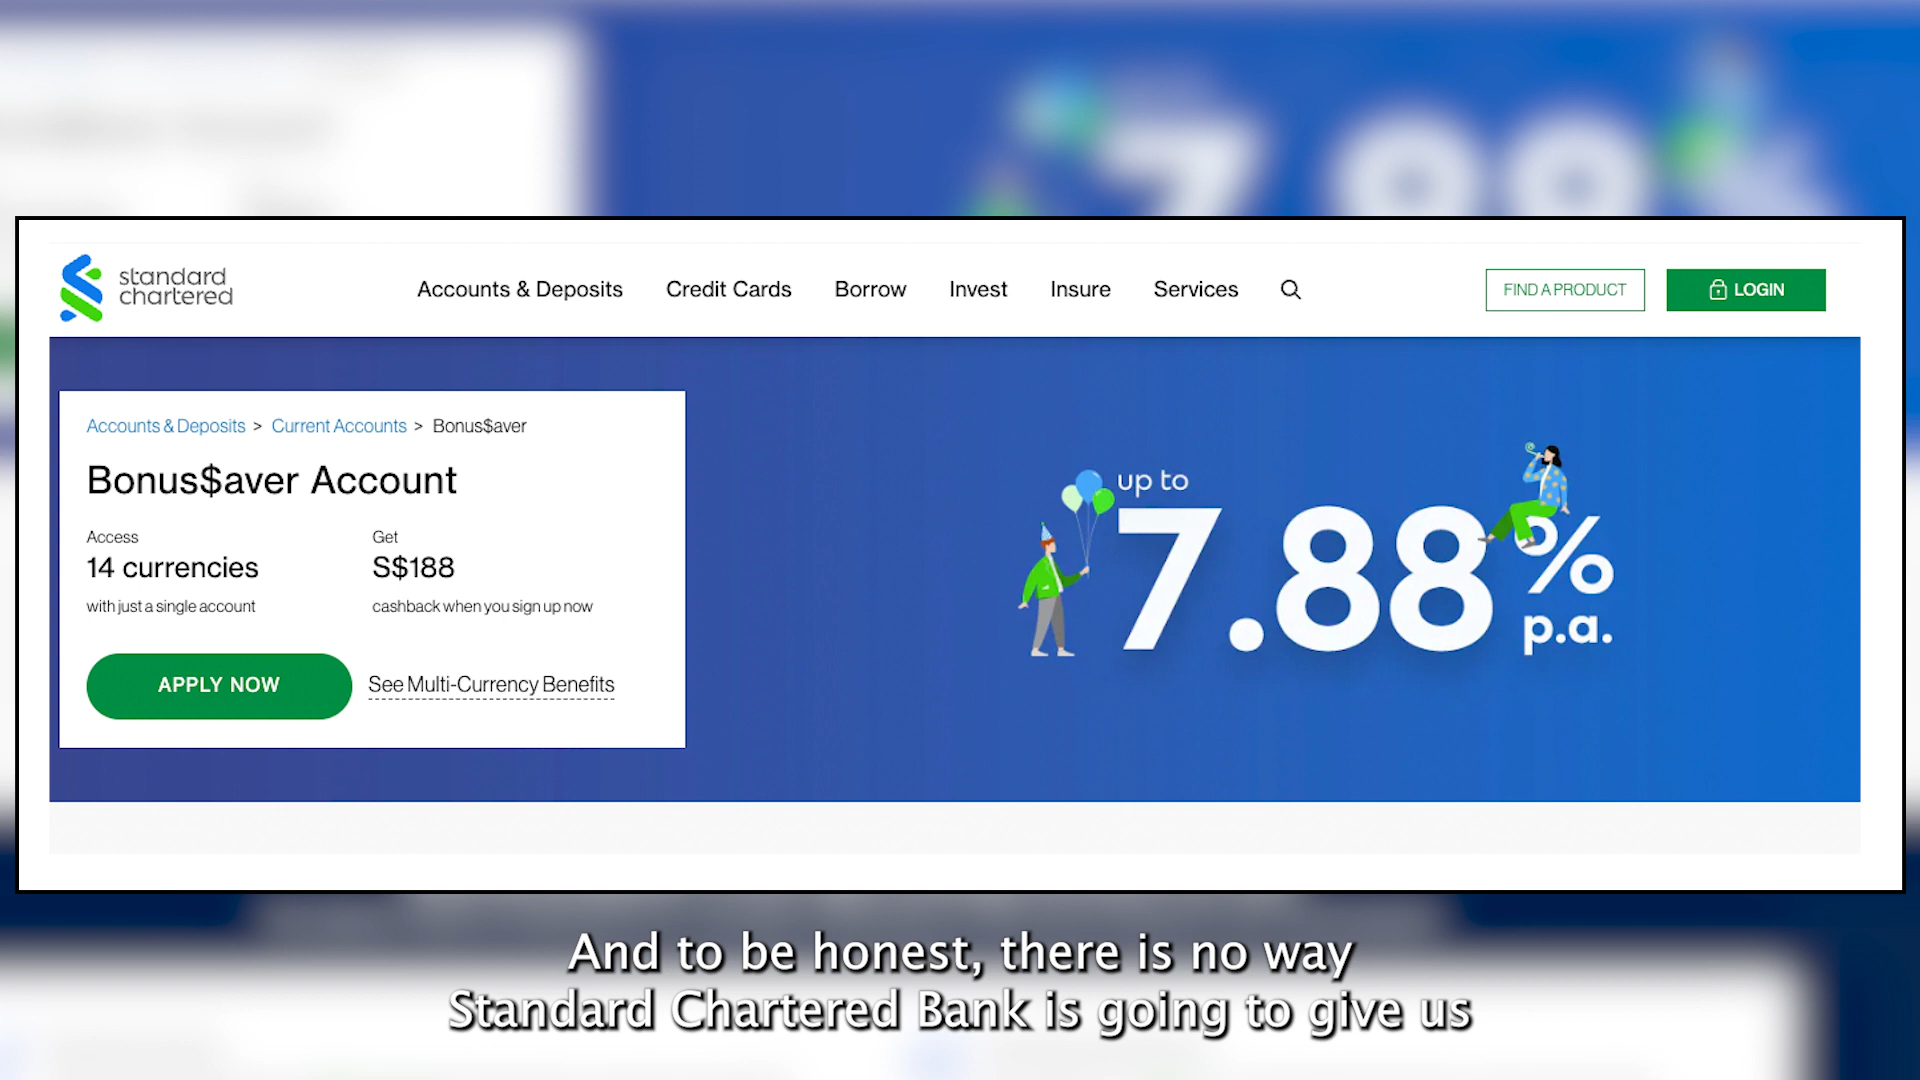 standard
chartered
Accounts & Deposits
Credit Cards
Borrow
Invest
Insure
Services
FIND A PRODUCT
LOGIN
Accounts & Deposits > Current Accounts > Bonus$aver
Bonus$aver Account
Access
14 currencies
with just a single account
Get
S$188
cashback when you sign up now
APPLY NOW
See Multi-Currency Benefits
up to
7.88%
p.a.
And to be honest, there is no way
Standard Chartered Bank is going to give us